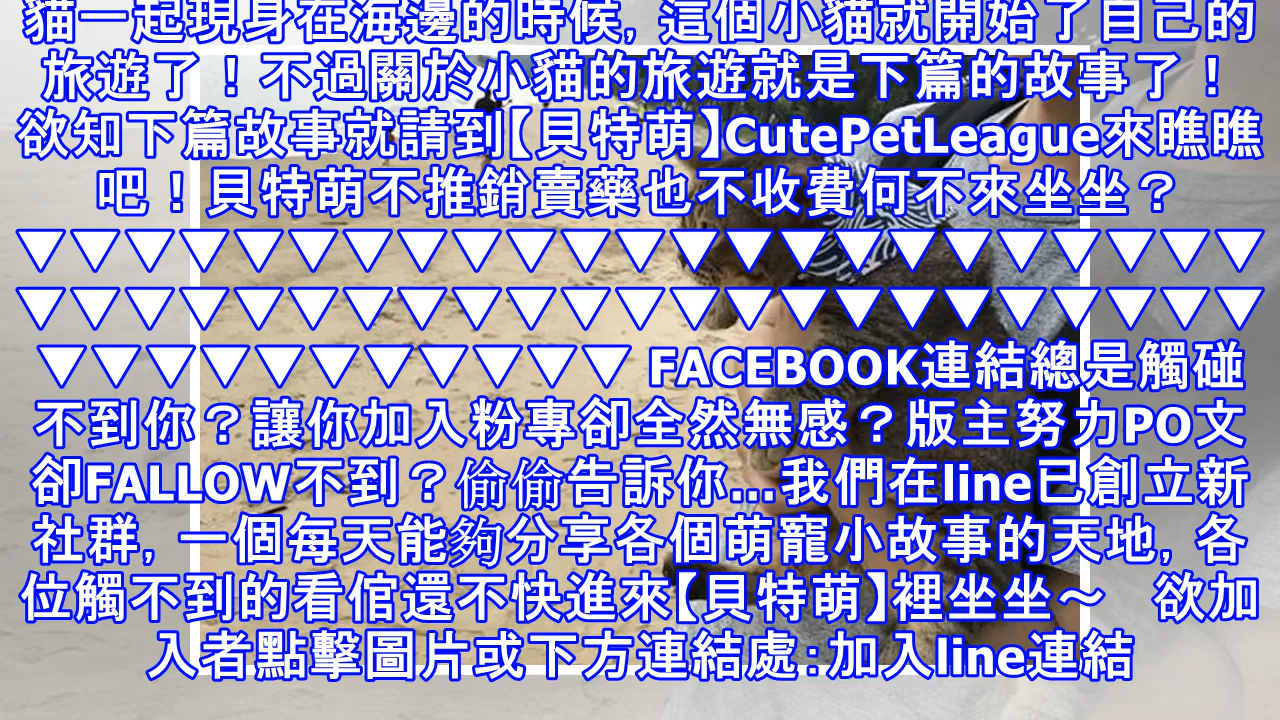 貓一起現身在海邊的時候, 這個小貓就開始了自己的
旅遊了！不過關於小貓的旅遊就是下篇的故事了！
欲知下篇故事就請到【貝特萌】CutePetLeague來瞧瞧
吧！貝特萌不推銷賣藥也不收費何不來坐坐？
▼▼▼▼▼▼▼▼▼▼▼▼▼▼▼▼▼▼▼▼▼▼▼
▼▼▼▼▼▼▼▼▼▼▼▼▼▼▼▼▼▼▼▼▼▼▼
▼▼▼▼▼▼▼▼▼▼▼ FACEBOOK連結總是觸碰
不到你？讓你加入粉專卻全然無感？版主努力PO文
卻FALLOW不到？偷偷告訴你...我們在line已創立新
社群, 一個每天能夠分享各個萌寵小故事的天地, 各
位觸不到的看倌還不快進來【貝特萌】裡坐坐～　欲加
入者點擊圖片或下方連結處:加入line連結